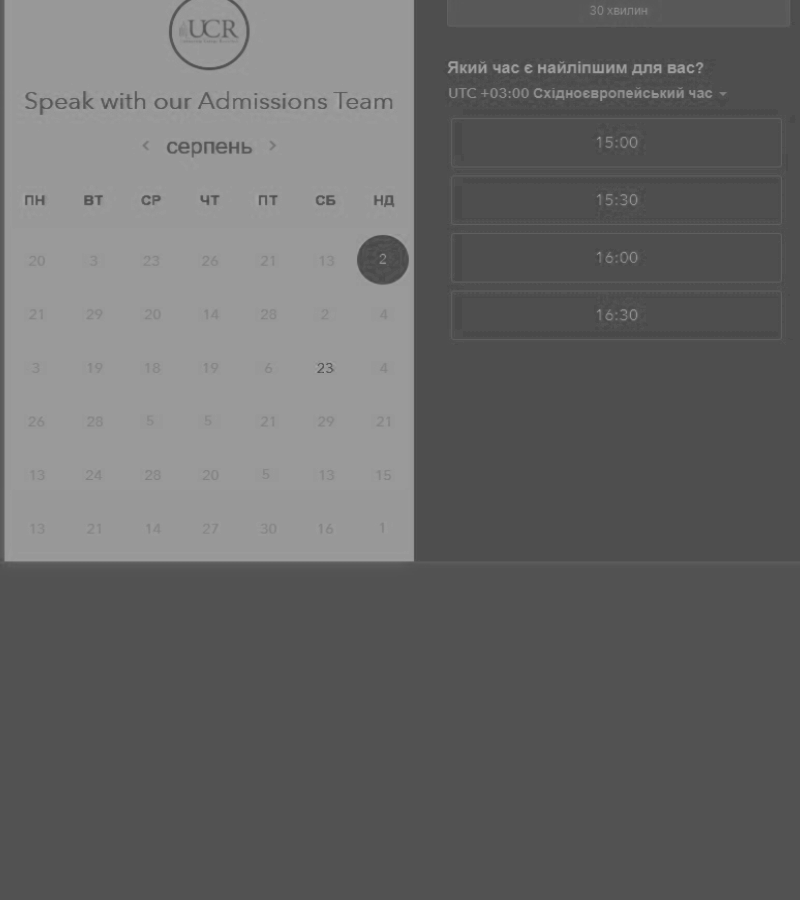 UCR
Speak with our Admissions Team
‹ серпень ›
ПН ВТ СР ЧТ ПТ СБ НД
20 3 23 26 21 13 2
21 29 20 14 28 2 4
3 19 18 19 6 23 4
26 28 5 5 21 29 21
13 24 28 20 5 13 15
13 21 14 27 30 16 1
30 хвилин
Який час є найліпшим для вас?
UTC +03:00 Східноєвропейський час
15:00
15:30
16:00
16:30